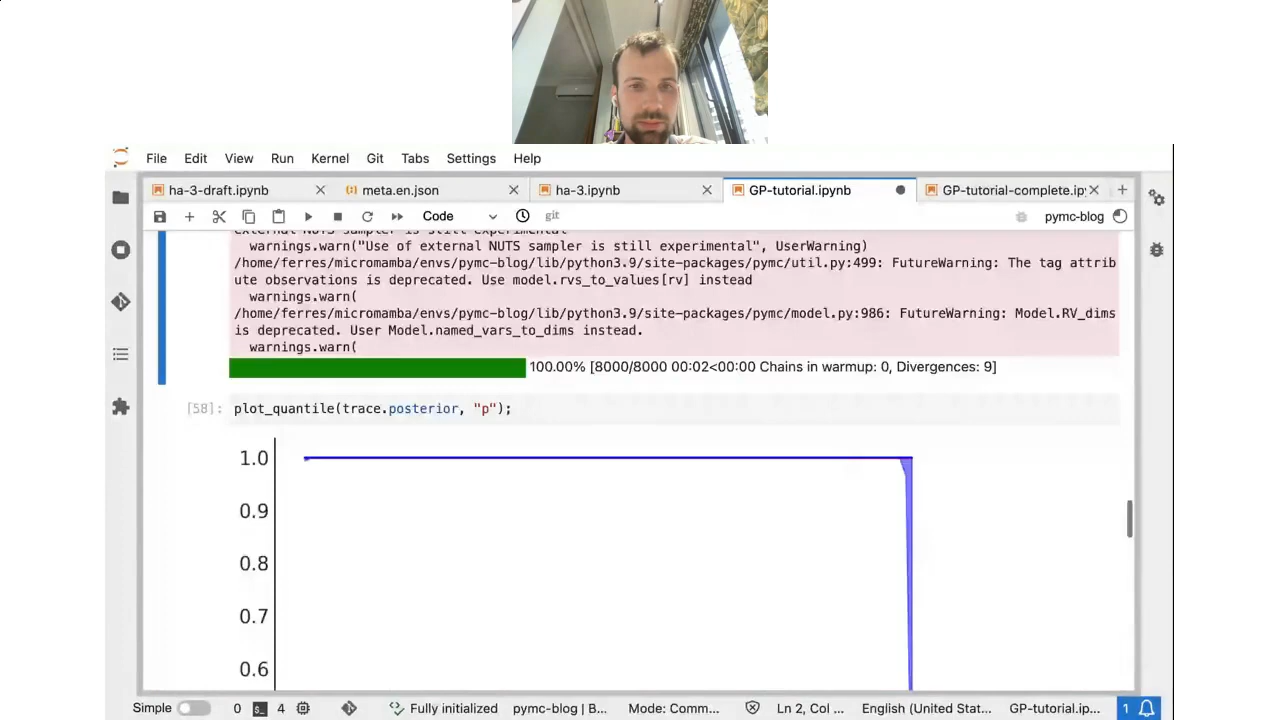 File Edit View Run Kernel Git Tabs Settings Help
ha-3-draft.ipynb meta.en.json ha-3.ipynb GP-tutorial.ipynb GP-tutorial-complete.ip
Code git pymc-blog
External NUTS sampler is still experimental
warnings.warn("Use of external NUTS sampler is still experimental", UserWarning)
/home/ferres/micromamba/envs/pymc-blog/lib/python3.9/site-packages/pymc/util.py:499: FutureWarning: The tag attrib
ute observations is deprecated. Use model.rvs_to_values[rv] instead
warnings.warn(
/home/ferres/micromamba/envs/pymc-blog/lib/python3.9/site-packages/pymc/model.py:986: FutureWarning: Model.RV_dims
is deprecated. User Model.named_vars_to_dims instead.
warnings.warn(
100.00% [8000/8000 00:02<00:00 Chains in warmup: 0, Divergences: 9]
[58]: plot_quantile(trace.posterior, "p");
1.0
0.9
0.8
0.7
0.6
Simple 0 4 Fully initialized pymc-blog | B... Mode: Comm... Ln 2, Col ... English (United Stat... GP-tutorial.ip... 1